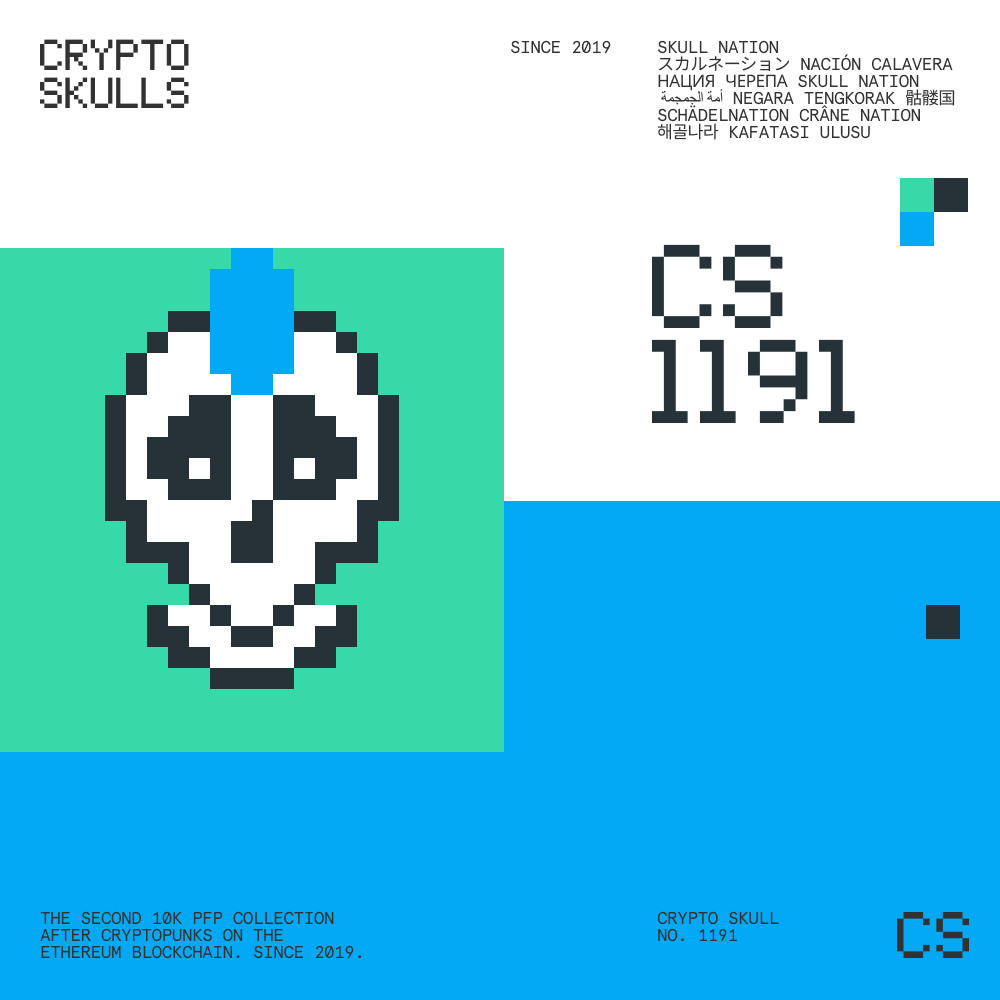 CRYPTO
SKULLS
SINCE 2019
SKULL NATION
スカルネーション NACIÓN CALAVERA
НАЦИЯ ЧЕРЕПА SKULL NATION
أمة الجمجمة NEGARA TENGKORAK 骷髅国
SCHÄDELNATION CRÂNE NATION
해골나라 KAFATASI ULUSU
CS
1191
THE SECOND 10K PFP COLLECTION
AFTER CRYPTOPUNKS ON THE
ETHEREUM BLOCKCHAIN. SINCE 2019.
CRYPTO SKULL
NO. 1191
CS